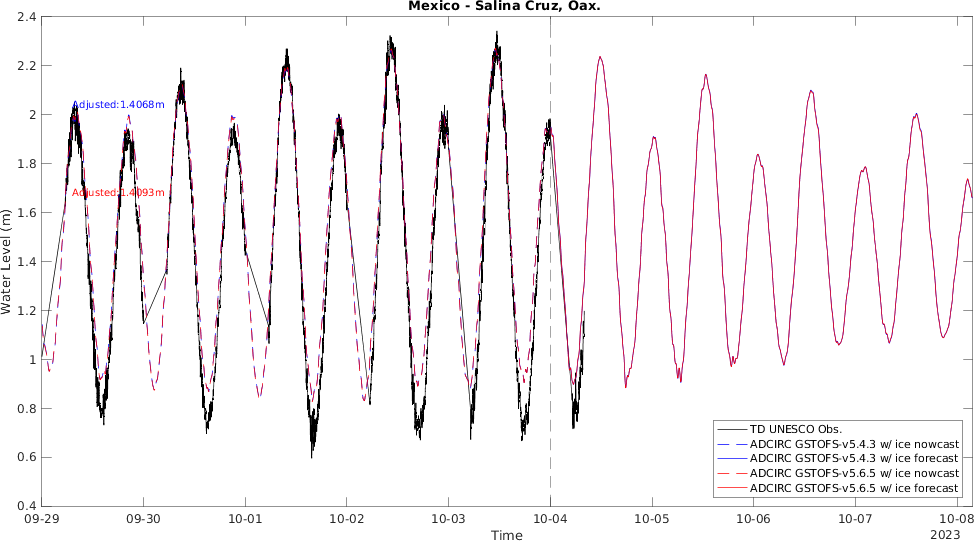 Mexico - Salina Cruz, Oax.
2.4
2.2
2
1.8
1.6
1.4
1.2
1
0.8
0.6
0.4
Water Level (m)
Adjusted:1.4068m
Adjusted:1.4093m
TD UNESCO Obs.
ADCIRC GSTOFS-v5.4.3 w/ ice nowcast
ADCIRC GSTOFS-v5.4.3 w/ ice forecast
ADCIRC GSTOFS-v5.6.5 w/ ice nowcast
ADCIRC GSTOFS-v5.6.5 w/ ice forecast
09-29 09-30 10-01 10-02 10-03 10-04 10-05 10-06 10-07 10-08
Time
2023